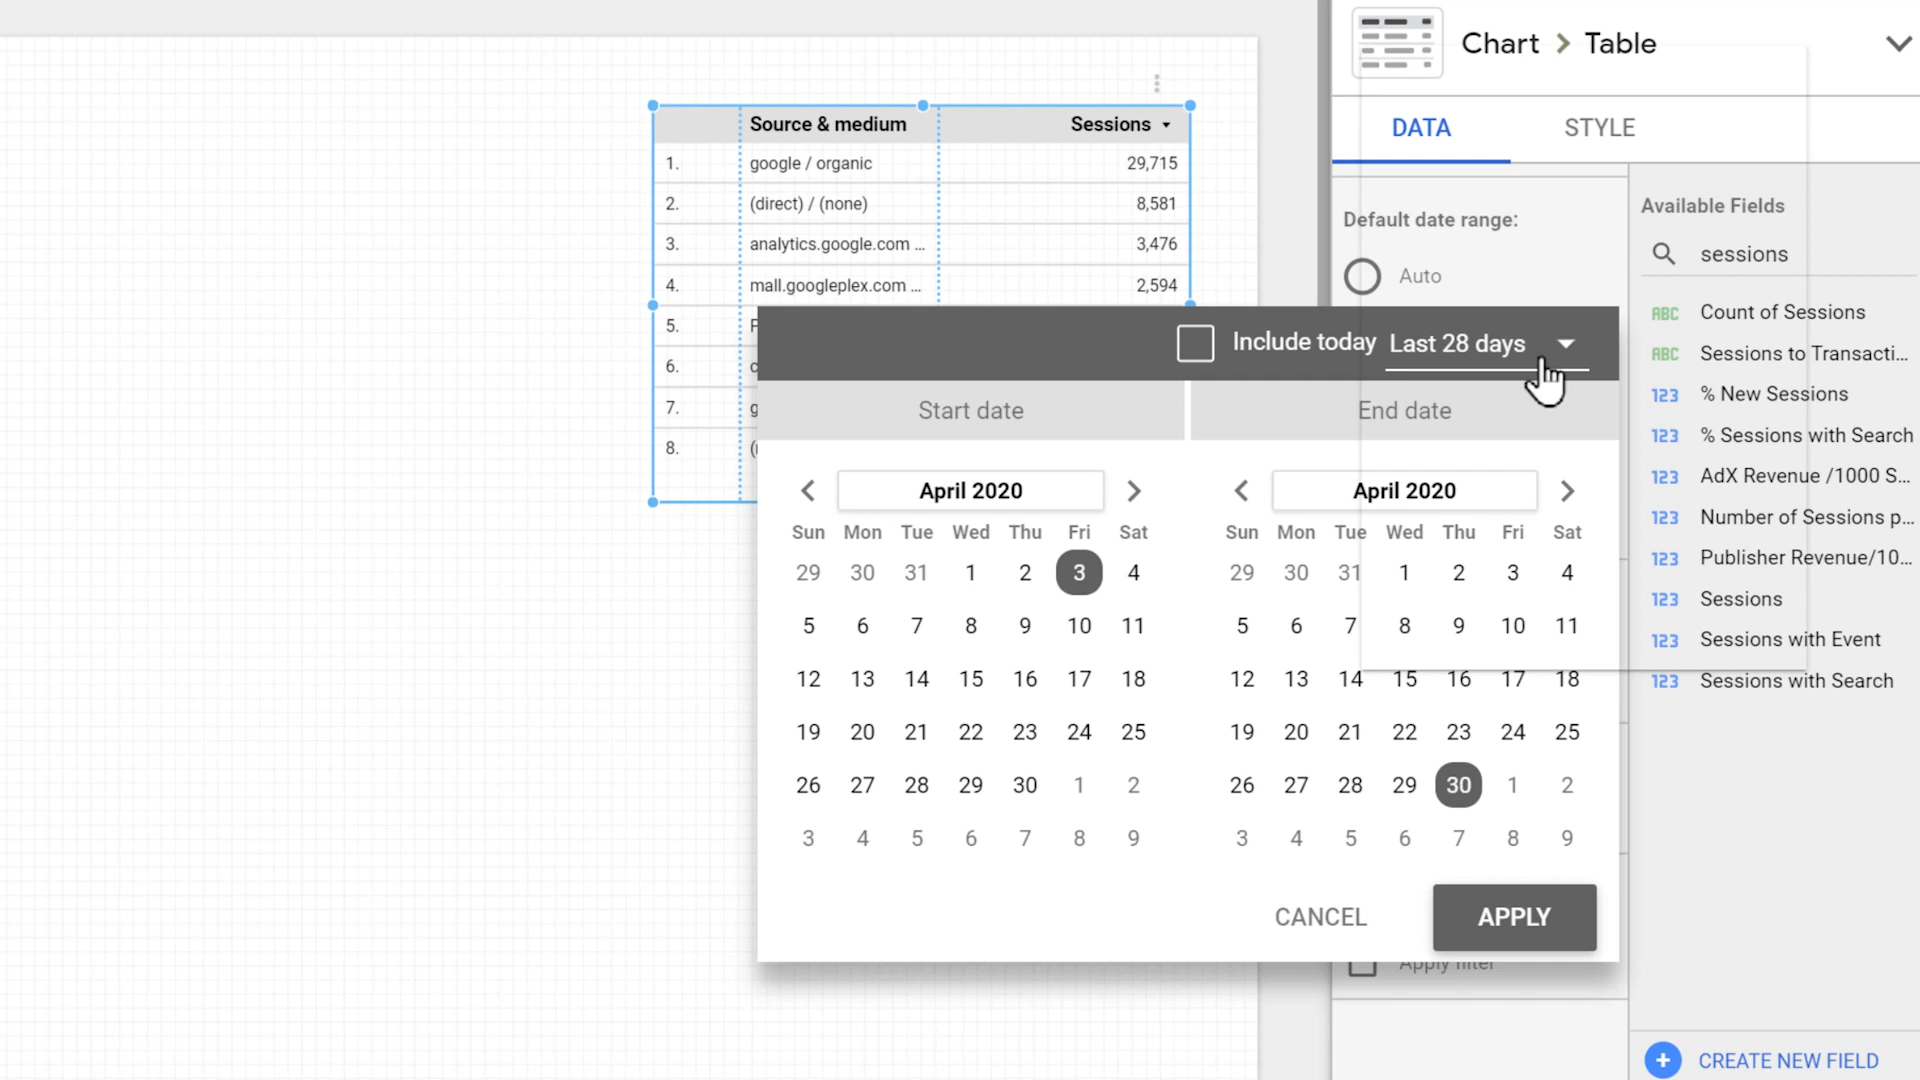 Chart > Table
DATA STYLE
Source & medium Sessions
1. google / organic 29,715
2. (direct) / (none) 8,581
3. analytics.google.com ... 3,476
4. mall.googleplex.com ... 2,594
5.
6.
7.
8.
Default date range:
Auto
Include today Last 28 days
Start date End date
April 2020
Sun Mon Tue Wed Thu Fri Sat
29 30 31 1 2 3 4
5 6 7 8 9 10 11
12 13 14 15 16 17 18
19 20 21 22 23 24 25
26 27 28 29 30 1 2
3 4 5 6 7 8 9
April 2020
Sun Mon Tue Wed Thu Fri Sat
29 30 31 1 2 3 4
5 6 7 8 9 10 11
12 13 14 15 16 17 18
19 20 21 22 23 24 25
26 27 28 29 30 1 2
3 4 5 6 7 8 9
CANCEL APPLY
Apply filter
Available Fields
sessions
ABC Count of Sessions
ABC Sessions to Transacti...
123 % New Sessions
123 % Sessions with Search
123 AdX Revenue /1000 S...
123 Number of Sessions p...
123 Publisher Revenue/10...
123 Sessions
123 Sessions with Event
123 Sessions with Search
+ CREATE NEW FIELD